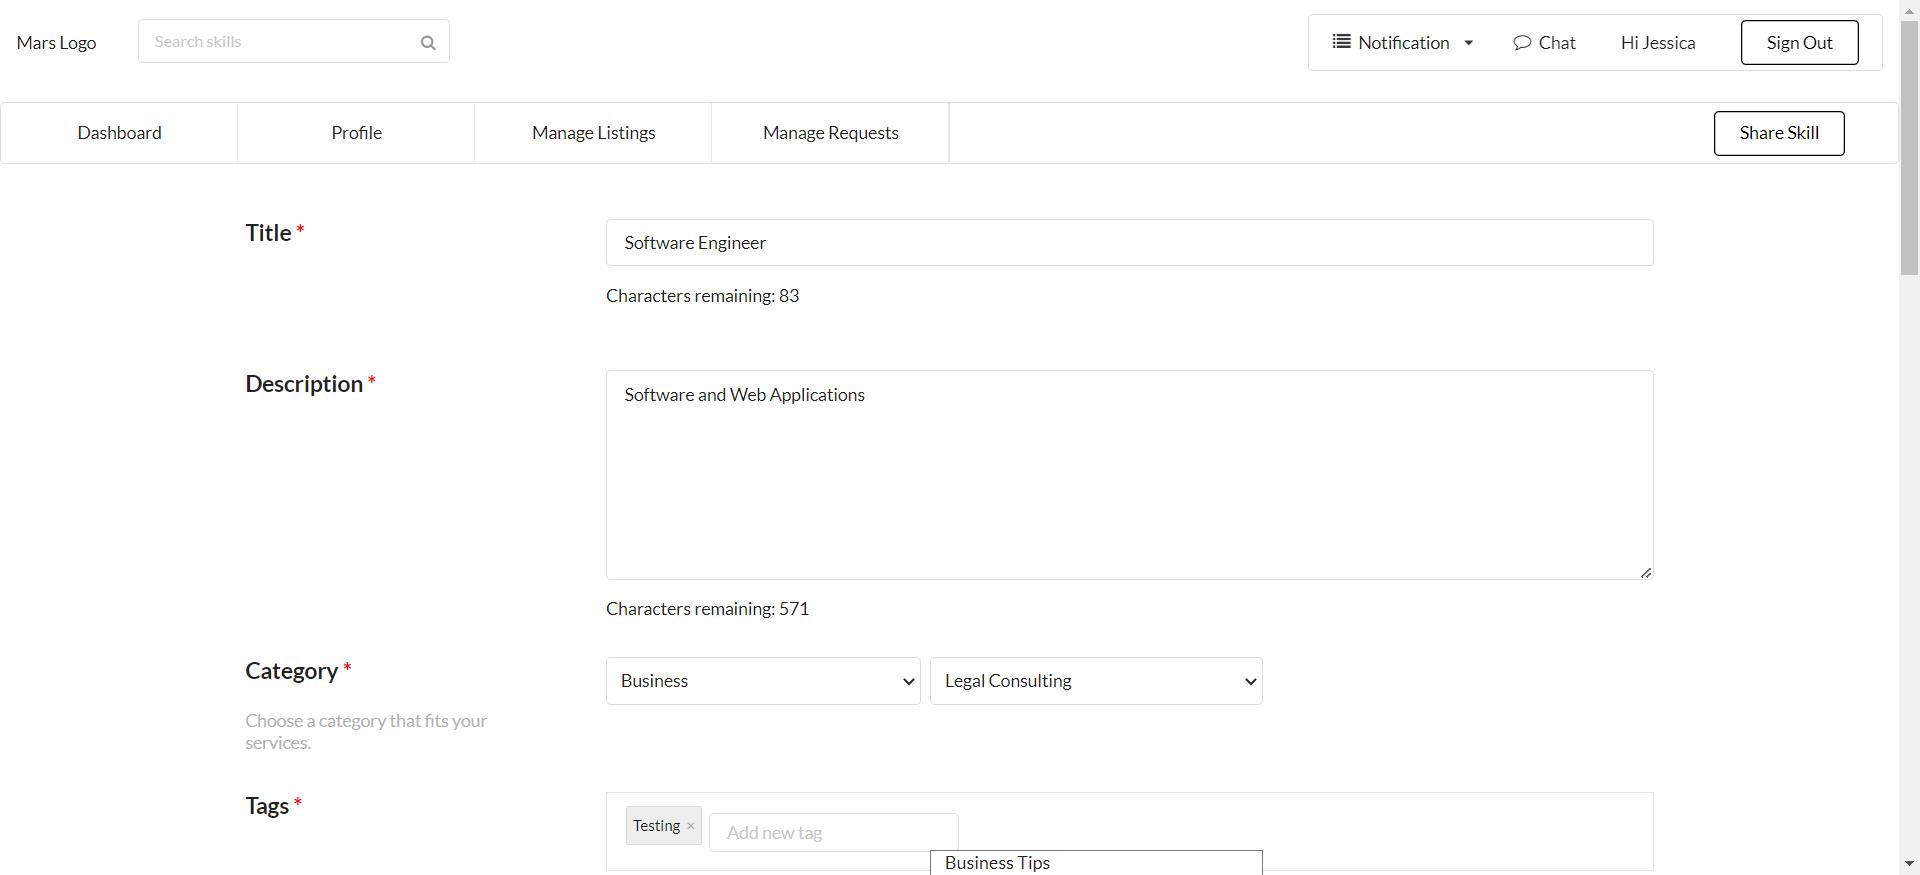 Mars Logo
Search skills
Notification
Chat
Hi Jessica
Sign Out
Dashboard
Profile
Manage Listings
Manage Requests
Share Skill
Title *
Software Engineer
Characters remaining: 83
Description *
Software and Web Applications
Characters remaining: 571
Category *
Business
Legal Consulting
Choose a category that fits your
services.
Tags *
Testing ×
Add new tag
Business Tips